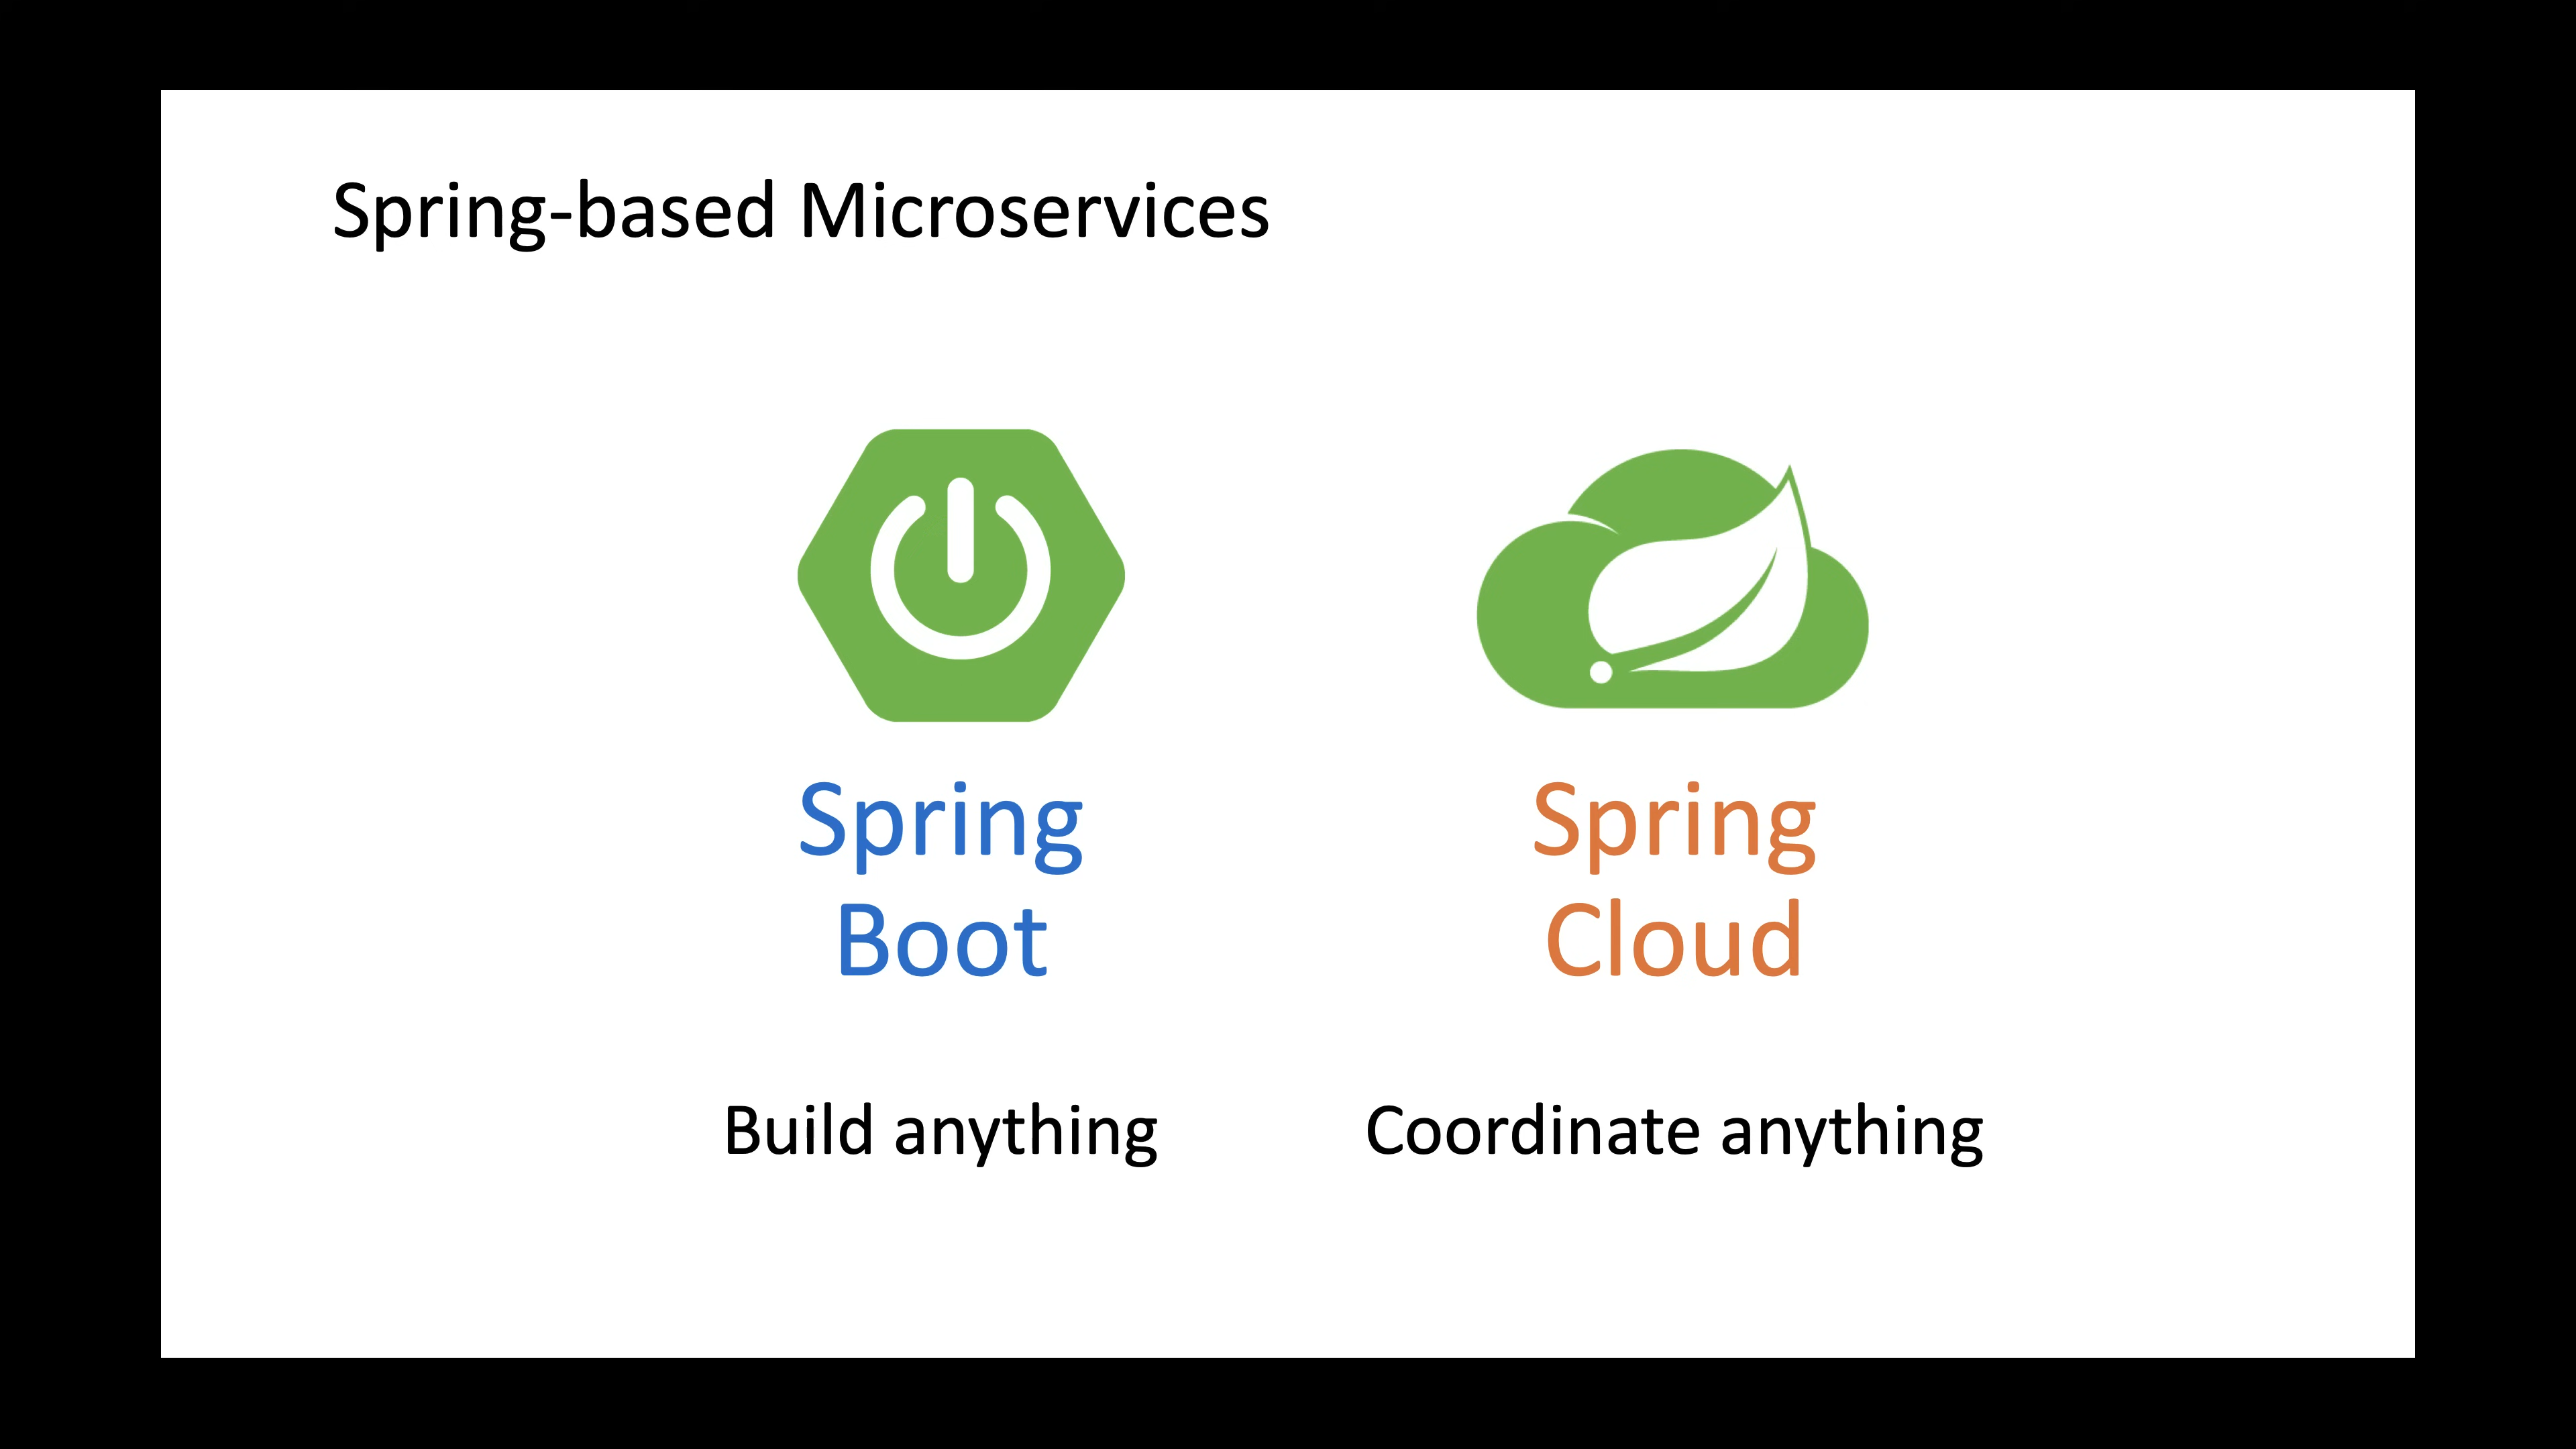 Spring-based Microservices
Spring
Boot
Build anything
Spring
Cloud
Coordinate anything